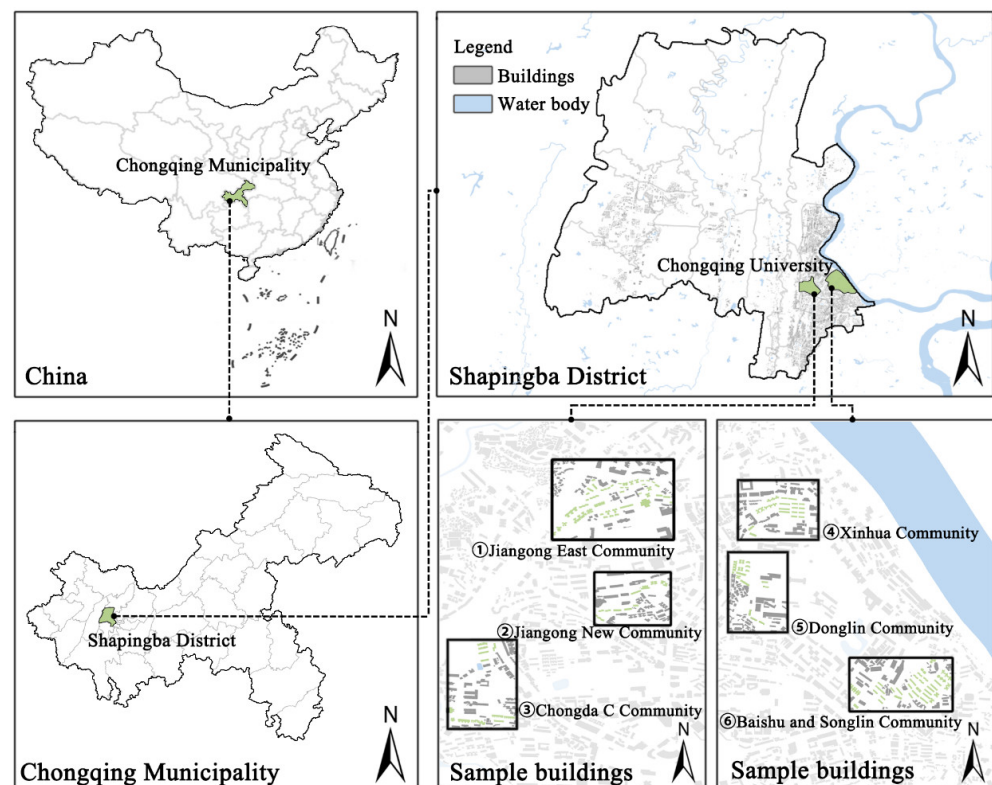 Chongqing Municipality
N
China
Legend
Buildings
Water body
Chongqing University
N
Shapingba District
Shapingba District
N
Chongqing Municipality
①Jiangong East Community
②Jiangong New Community
③Chongda C Community
N
Sample buildings
④Xinhua Community
⑤Donglin Community
⑥Baishu and Songlin Community
N
Sample buildings